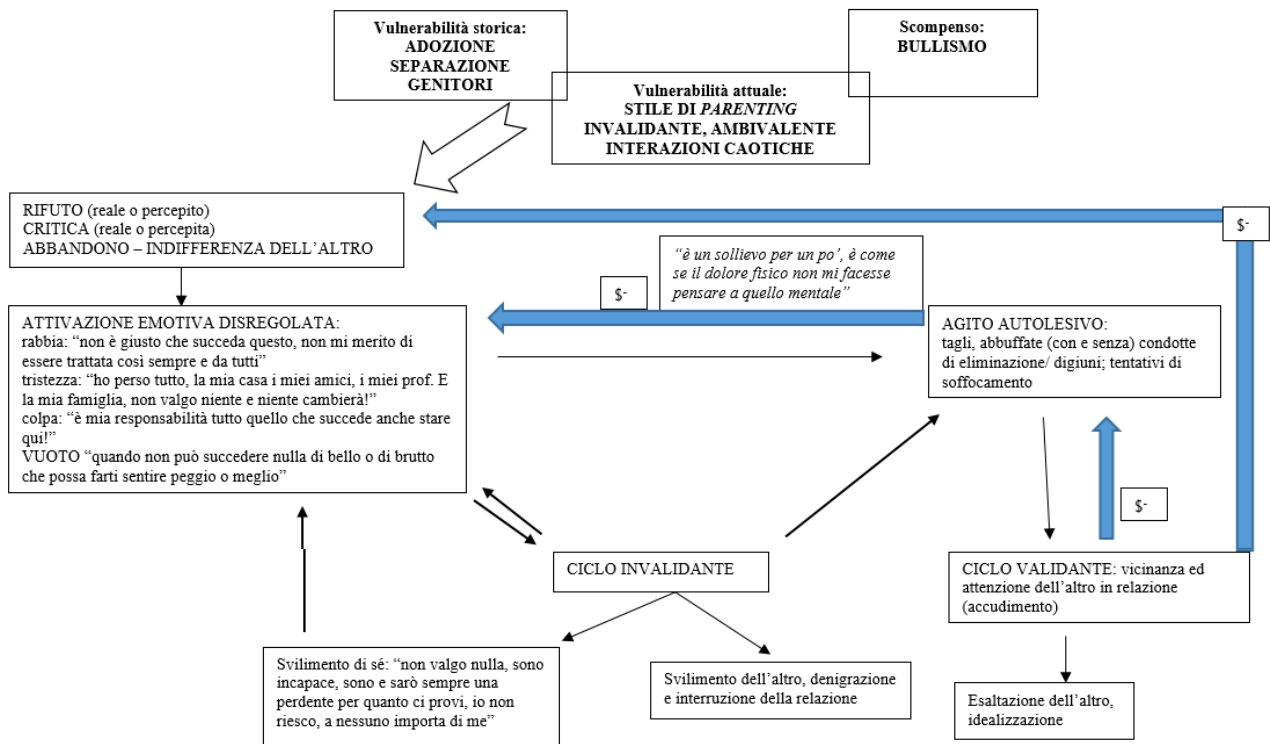 Vulnerabilità storica:
ADOZIONE
SEPARAZIONE
GENITORI
Scompenso:
BULLISMO
Vulnerabilità attuale:
STILE DI PARENTING
INVALIDANTE, AMBIVALENTE
INTERAZIONI CAOTICHE
RIFUTO (reale o percepito)
CRITICA (reale o percepita)
ABBANDONO – INDIFFERENZA DELL’ALTRO
$-
“è un sollievo per un po’, è come
se il dolore fisico non mi facesse
pensare a quello mentale”
$-
ATTIVAZIONE EMOTIVA DISREGOLATA:
rabbia: “non è giusto che succeda questo, non mi merito di
essere trattata così sempre e da tutti”
tristezza: “ho perso tutto, la mia casa i miei amici, i miei prof. E
la mia famiglia, non valgo niente e niente cambierà!”
colpa: “è mia responsabilità tutto quello che succede anche stare
qui!”
VUOTO “quando non può succedere nulla di bello o di brutto
che possa farti sentire peggio o meglio”
AGITO AUTOLESIVO:
tagli, abbuffate (con e senza) condotte
di eliminazione/ digiuni; tentativi di
soffocamento
$-
CICLO INVALIDANTE
CICLO VALIDANTE: vicinanza ed
attenzione dell’altro in relazione
(accudimento)
Svilimento di sé: “non valgo nulla, sono
incapace, sono e sarò sempre una
perdente per quanto ci provi, io non
riesco, a nessuno importa di me”
Svilimento dell’altro, denigrazione
e interruzione della relazione
Esaltazione dell’altro,
idealizzazione